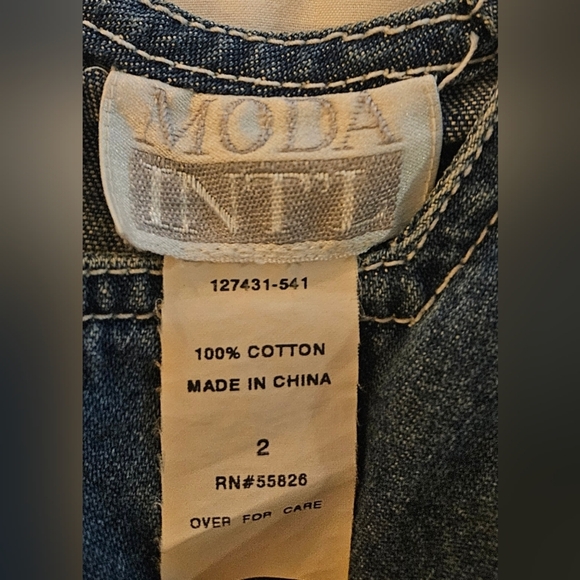 MODA
INT'L
127431-541
100% COTTON
MADE IN CHINA
2
RN#55826
OVER FOR CARE